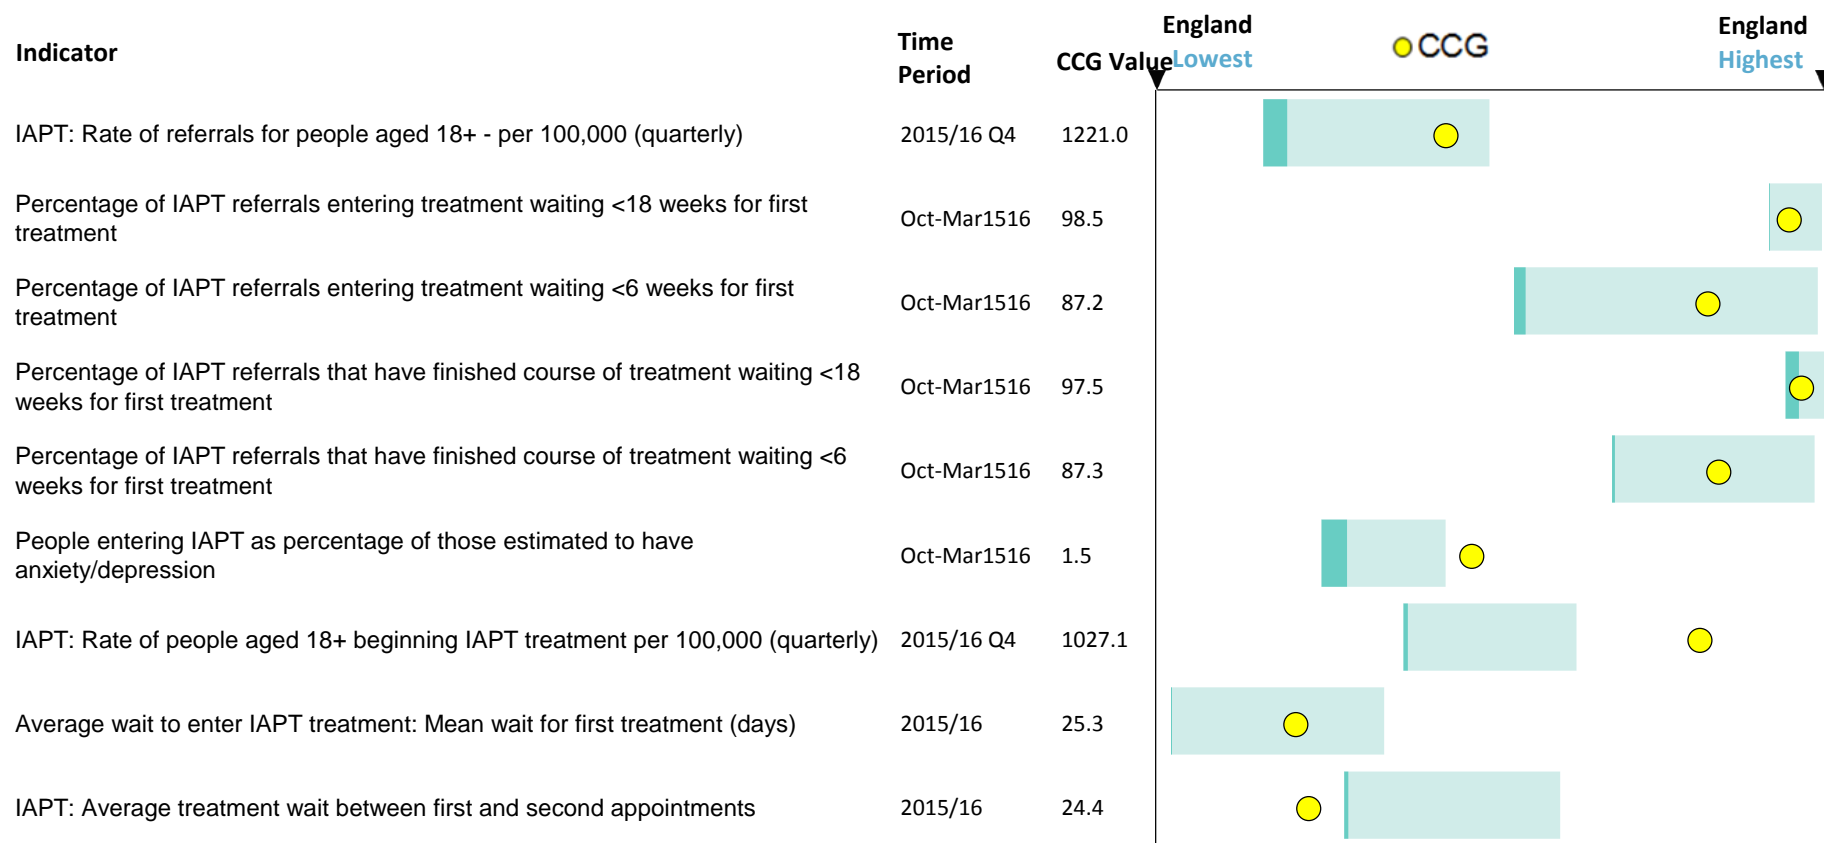 Indicator
Time
Period
CCG Value
England
Lowest
CCG
England
Highest
IAPT: Rate of referrals for people aged 18+ - per 100,000 (quarterly) 2015/16 Q4 1221.0
Percentage of IAPT referrals entering treatment waiting <18 weeks for first
treatment
Oct-Mar1516 98.5
Percentage of IAPT referrals entering treatment waiting <6 weeks for first
treatment
Oct-Mar1516 87.2
Percentage of IAPT referrals that have finished course of treatment waiting <18
weeks for first treatment
Oct-Mar1516 97.5
Percentage of IAPT referrals that have finished course of treatment waiting <6
weeks for first treatment
Oct-Mar1516 87.3
People entering IAPT as percentage of those estimated to have
anxiety/depression
Oct-Mar1516 1.5
IAPT: Rate of people aged 18+ beginning IAPT treatment per 100,000 (quarterly) 2015/16 Q4 1027.1
Average wait to enter IAPT treatment: Mean wait for first treatment (days) 2015/16 25.3
IAPT: Average treatment wait between first and second appointments 2015/16 24.4